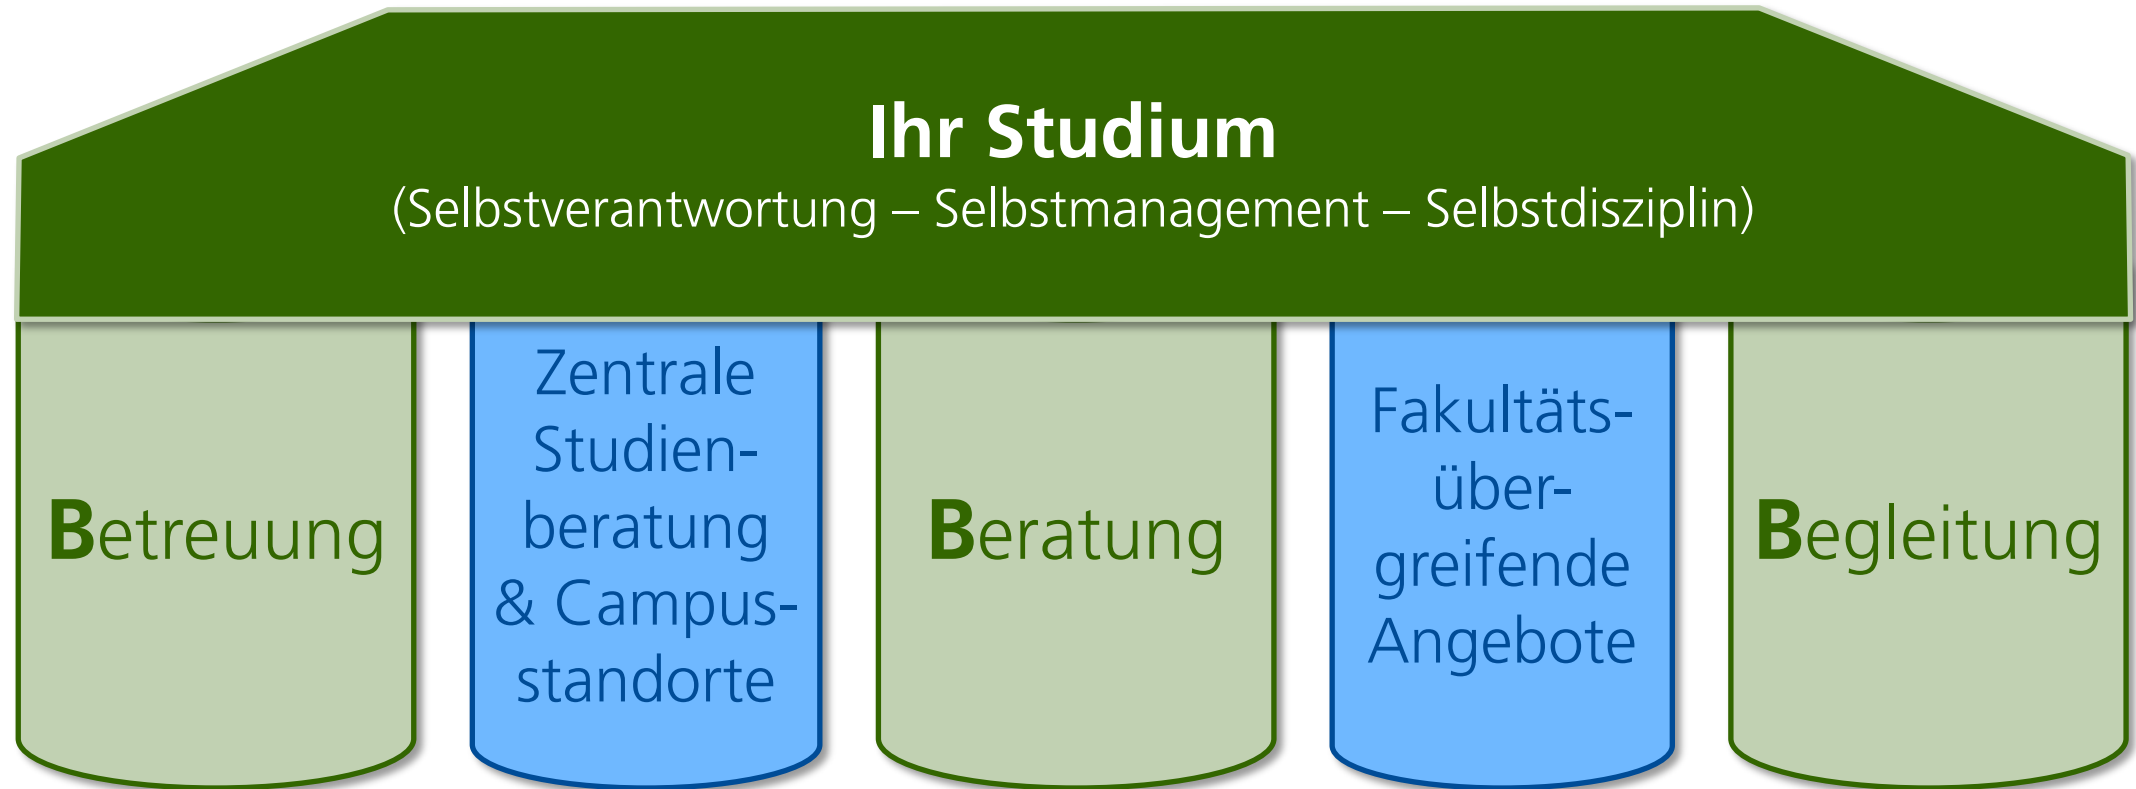 Ihr Studium
(Selbstverantwortung – Selbstmanagement – Selbstdisziplin)
Betreuung
Zentrale
Studien-
beratung
& Campus-
standorte
Beratung
Fakultäts-
über-
greifende
Angebote
Begleitung